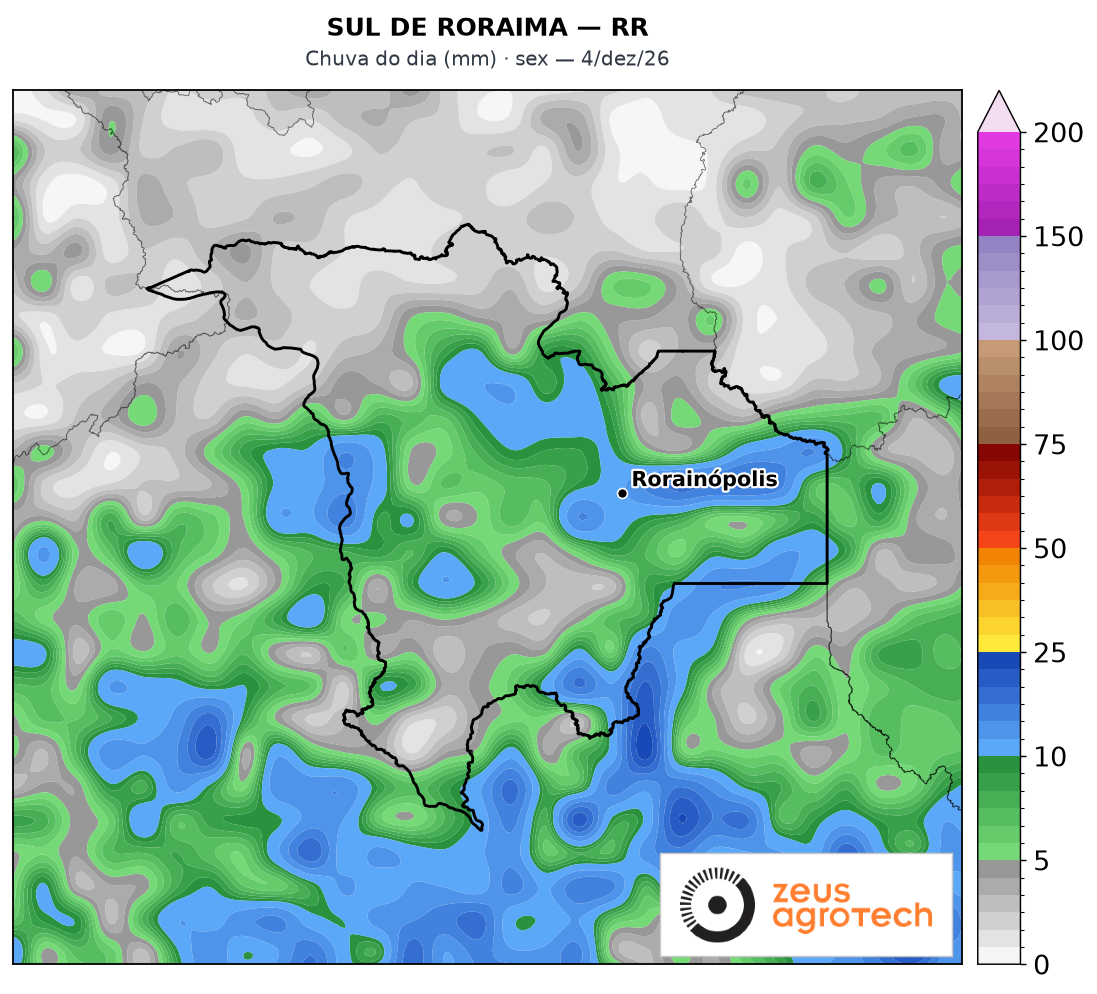 SUL DE RORAIMA — RR
Chuva do dia (mm) · sex — 4/dez/26
200
150
100
75
50
25
10
5
0
Rorainópolis
zeus
agrotech